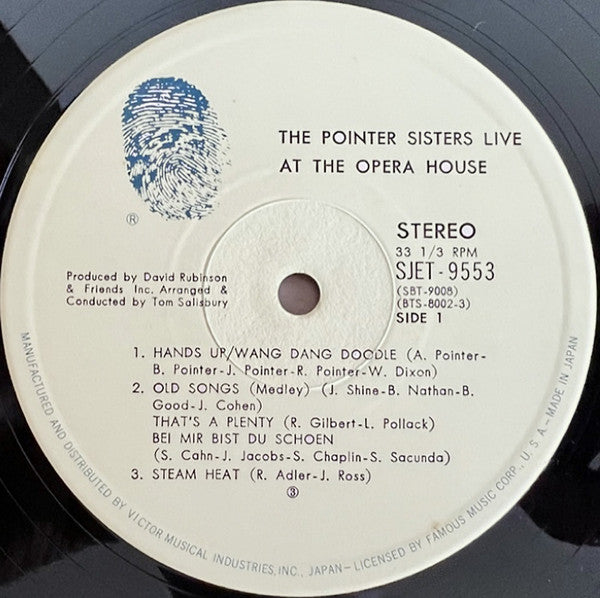 THE POINTER SISTERS LIVE
AT THE OPERA HOUSE
®
STEREO
33 1/3 RPM
SJET-9553
(SBT-9008)
(BTS-8002-3)
SIDE 1
Produced by David Rubinson
& Friends Inc. Arranged &
Conducted by Tom Salisbury
1. HANDS UP/WANG DANG DOODLE (A. Pointer-
B. Pointer-J. Pointer-R. Pointer-W. Dixon)
2. OLD SONGS (Medley) (J. Shine-B. Nathan-B.
Good-J. Cohen)
THAT'S A PLENTY (R. Gilbert-L. Pollack)
BEI MIR BIST DU SCHOEN
(S. Cahn-J. Jacobs-S. Chaplin-S. Sacunda)
3. STEAM HEAT (R. Adler-J. Ross)
③
MANUFACTURED AND DISTRIBUTED BY VICTOR MUSICAL INDUSTRIES, INC., JAPAN-LICENSED BY FAMOUS MUSIC CORP., U.S.A-MADE IN JAPAN